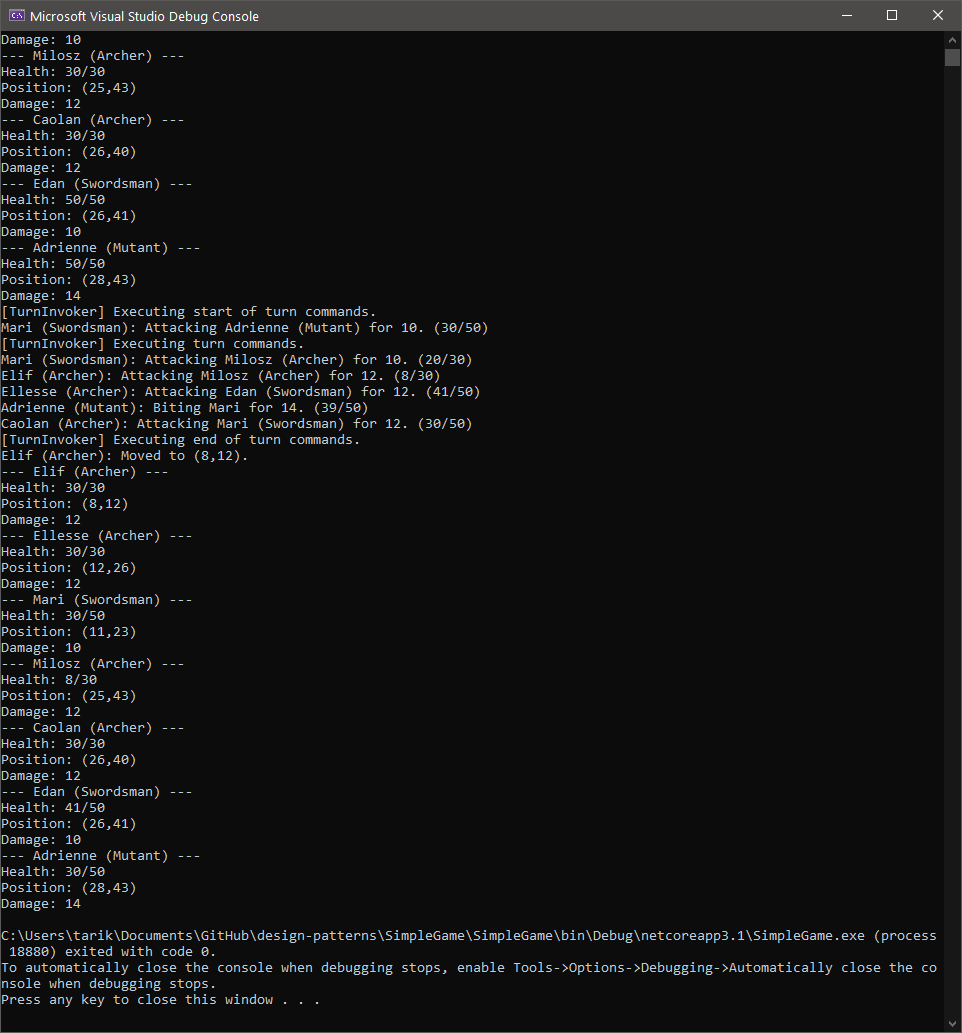 Microsoft Visual Studio Debug Console
Damage: 10
--- Milosz (Archer) ---
Health: 30/30
Position: (25,43)
Damage: 12
--- Caolan (Archer) ---
Health: 30/30
Position: (26,40)
Damage: 12
--- Edan (Swordsman) ---
Health: 50/50
Position: (26,41)
Damage: 10
--- Adrienne (Mutant) ---
Health: 50/50
Position: (28,43)
Damage: 14
[TurnInvoker] Executing start of turn commands.
Mari (Swordsman): Attacking Adrienne (Mutant) for 10. (30/50)
[TurnInvoker] Executing turn commands.
Mari (Swordsman): Attacking Milosz (Archer) for 10. (20/30)
Elif (Archer): Attacking Milosz (Archer) for 12. (8/30)
Ellesse (Archer): Attacking Edan (Swordsman) for 12. (41/50)
Adrienne (Mutant): Biting Mari for 14. (39/50)
Caolan (Archer): Attacking Mari (Swordsman) for 12. (30/50)
[TurnInvoker] Executing end of turn commands.
Elif (Archer): Moved to (8,12).
--- Elif (Archer) ---
Health: 30/30
Position: (8,12)
Damage: 12
--- Ellesse (Archer) ---
Health: 30/30
Position: (12,26)
Damage: 12
--- Mari (Swordsman) ---
Health: 30/50
Position: (11,23)
Damage: 10
--- Milosz (Archer) ---
Health: 8/30
Position: (25,43)
Damage: 12
--- Caolan (Archer) ---
Health: 30/30
Position: (26,40)
Damage: 12
--- Edan (Swordsman) ---
Health: 41/50
Position: (26,41)
Damage: 10
--- Adrienne (Mutant) ---
Health: 30/50
Position: (28,43)
Damage: 14
C:\Users\tarik\Documents\GitHub\design-patterns\SimpleGame\SimpleGame\bin\Debug\netcoreapp3.1\SimpleGame.exe (process
 18880) exited with code 0.
To automatically close the console when debugging stops, enable Tools->Options->Debugging->Automatically close the co
nsole when debugging stops.
Press any key to close this window . . .